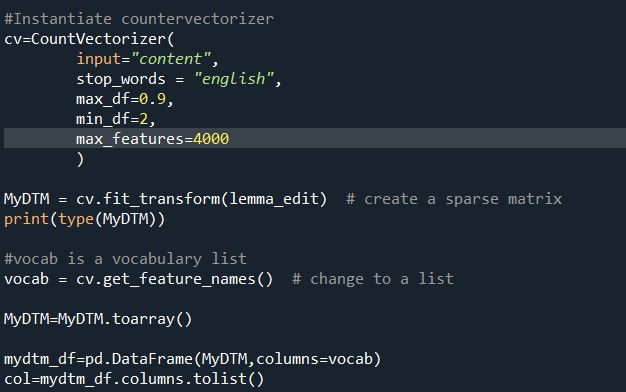 #Instantiate countervectorizer
cv=CountVectorizer(
        input="content",
        stop_words = "english",
        max_df=0.9,
        min_df=2,
        max_features=4000
        )
MyDTM = cv.fit_transform(lemma_edit)  # create a sparse matrix
print(type(MyDTM))
#vocab is a vocabulary list
vocab = cv.get_feature_names()  # change to a list
MyDTM=MyDTM.toarray()
mydtm_df=pd.DataFrame(MyDTM,columns=vocab)
col=mydtm_df.columns.tolist()